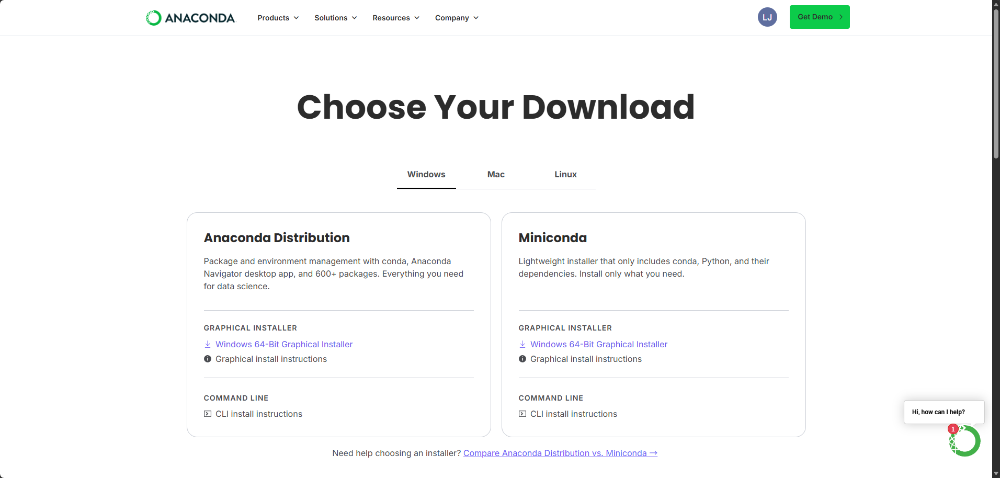 ANACONDA.
Products
Solutions
Resources
Company
LJ
Get Demo
Choose Your Download
Windows
Mac
Linux
Anaconda Distribution
Package and environment management with conda, Anaconda
Navigator desktop app, and 600+ packages. Everything you need
for data science.
GRAPHICAL INSTALLER
Windows 64-Bit Graphical Installer
Graphical install instructions
COMMAND LINE
CLI install instructions
Miniconda
Lightweight installer that only includes conda, Python, and their
dependencies. Install only what you need.
GRAPHICAL INSTALLER
Windows 64-Bit Graphical Installer
Graphical install instructions
COMMAND LINE
CLI install instructions
Need help choosing an installer? Compare Anaconda Distribution vs. Miniconda →
Hi, how can I help?
1